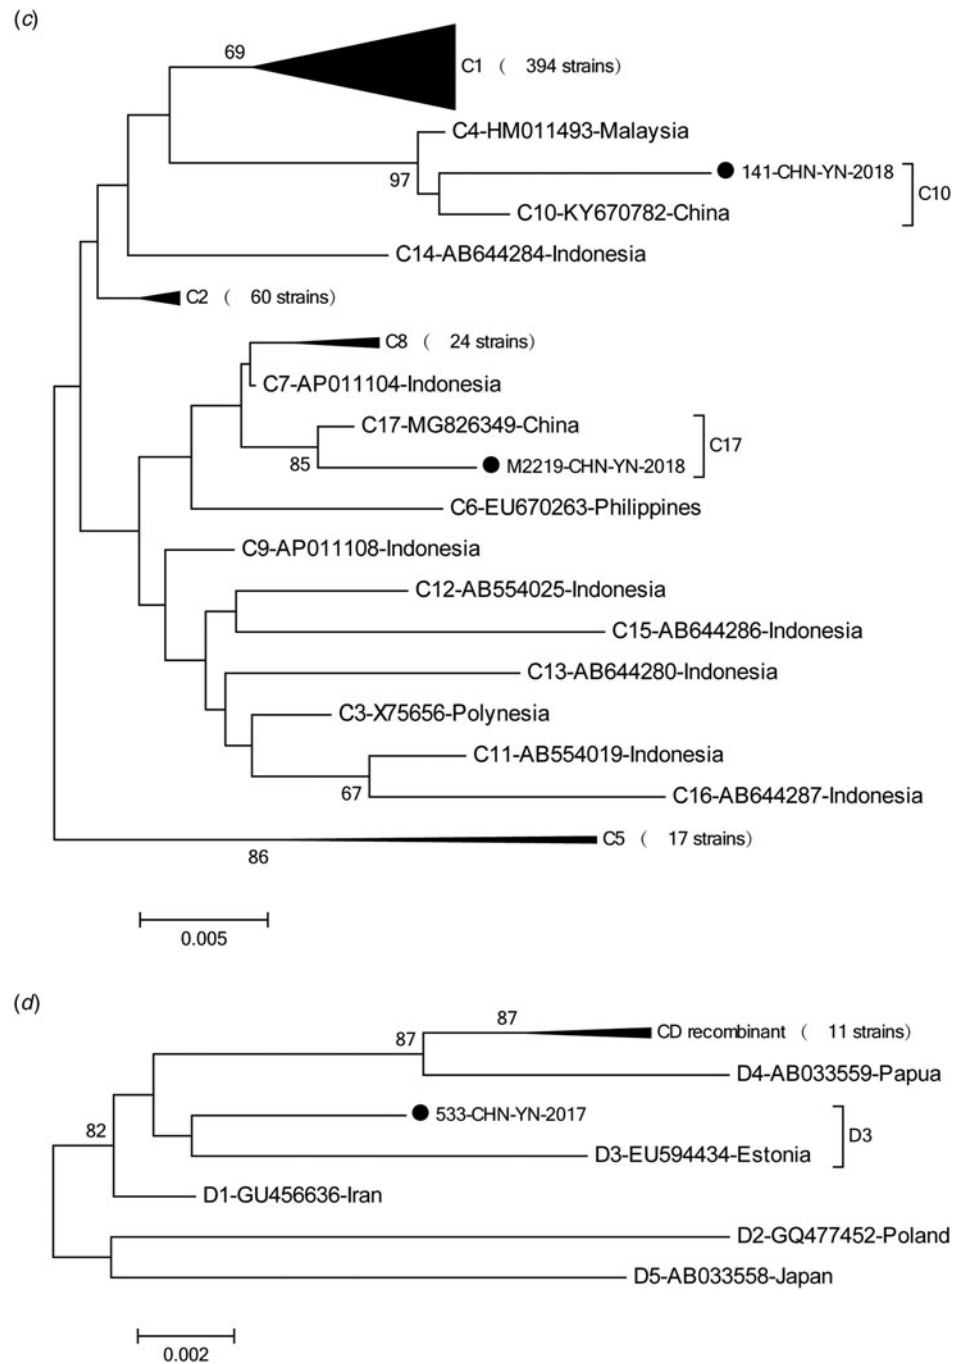 (c)
69
C1 ( 394 strains)
C4-HM011493-Malaysia
97
141-CHN-YN-2018
C10
C10-KY670782-China
C14-AB644284-Indonesia
C2 ( 60 strains)
C8 ( 24 strains)
C7-AP011104-Indonesia
C17-MG826349-China
C17
85
M2219-CHN-YN-2018
C6-EU670263-Philippines
C9-AP011108-Indonesia
C12-AB554025-Indonesia
C15-AB644286-Indonesia
C13-AB644280-Indonesia
C3-X75656-Polynesia
C11-AB554019-Indonesia
67
C16-AB644287-Indonesia
86
C5 ( 17 strains)
0.005
(d)
87
CD recombinant ( 11 strains)
87
D4-AB033559-Papua
533-CHN-YN-2017
82
D3
D3-EU594434-Estonia
D1-GU456636-Iran
D2-GQ477452-Poland
D5-AB033558-Japan
0.002